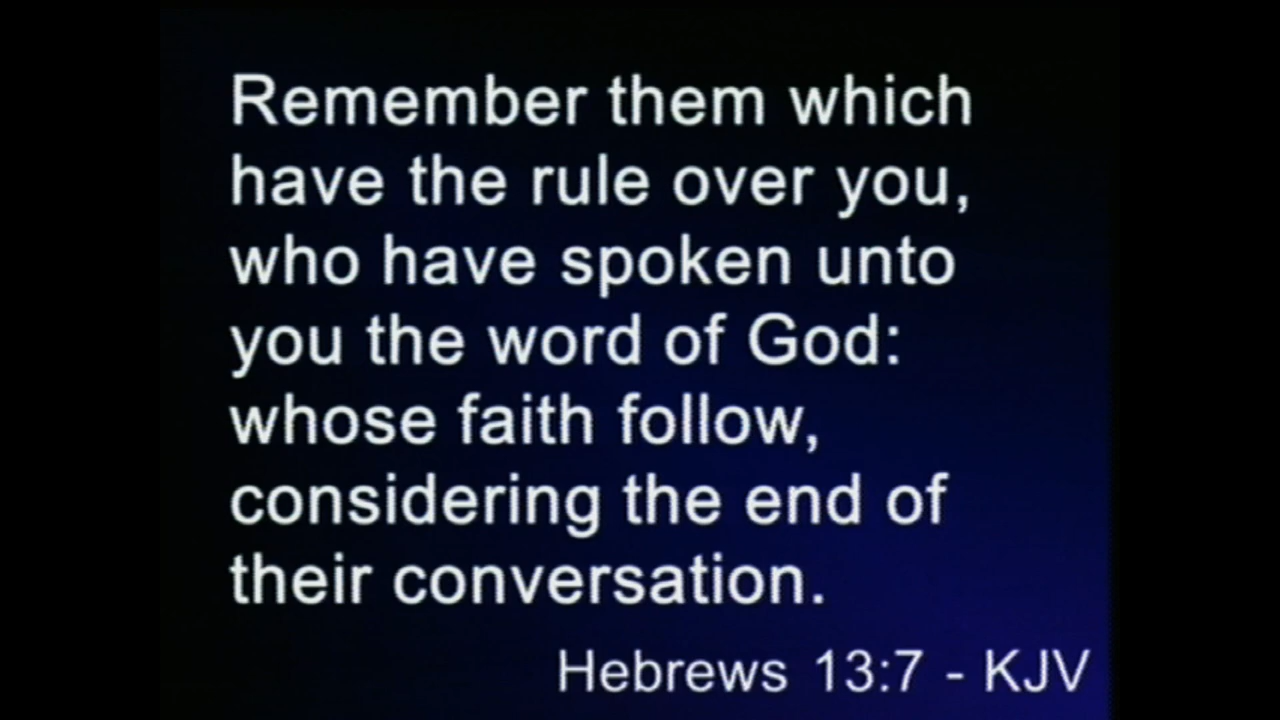 Remember them which
have the rule over you,
who have spoken unto
you the word of God:
whose faith follow,
considering the end of
their conversation.
Hebrews 13:7 - KJV